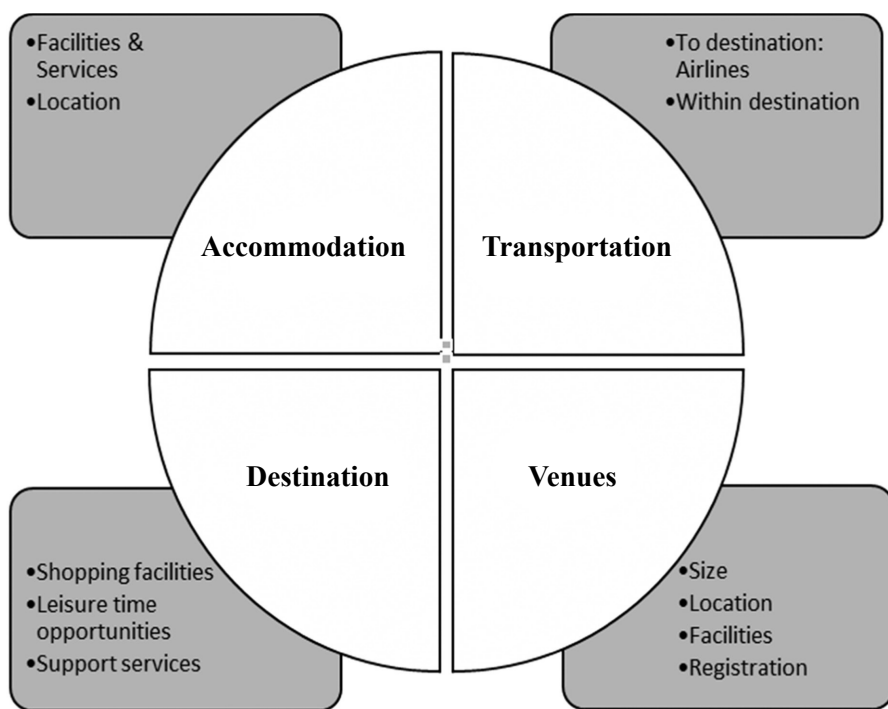 •Facilities &
Services
•Location
•To destination:
Airlines
•Within destination
Accommodation
Transportation
Destination
Venues
•Shopping facilities
•Leisure time
opportunities
•Support services
•Size
•Location
•Facilities
•Registration